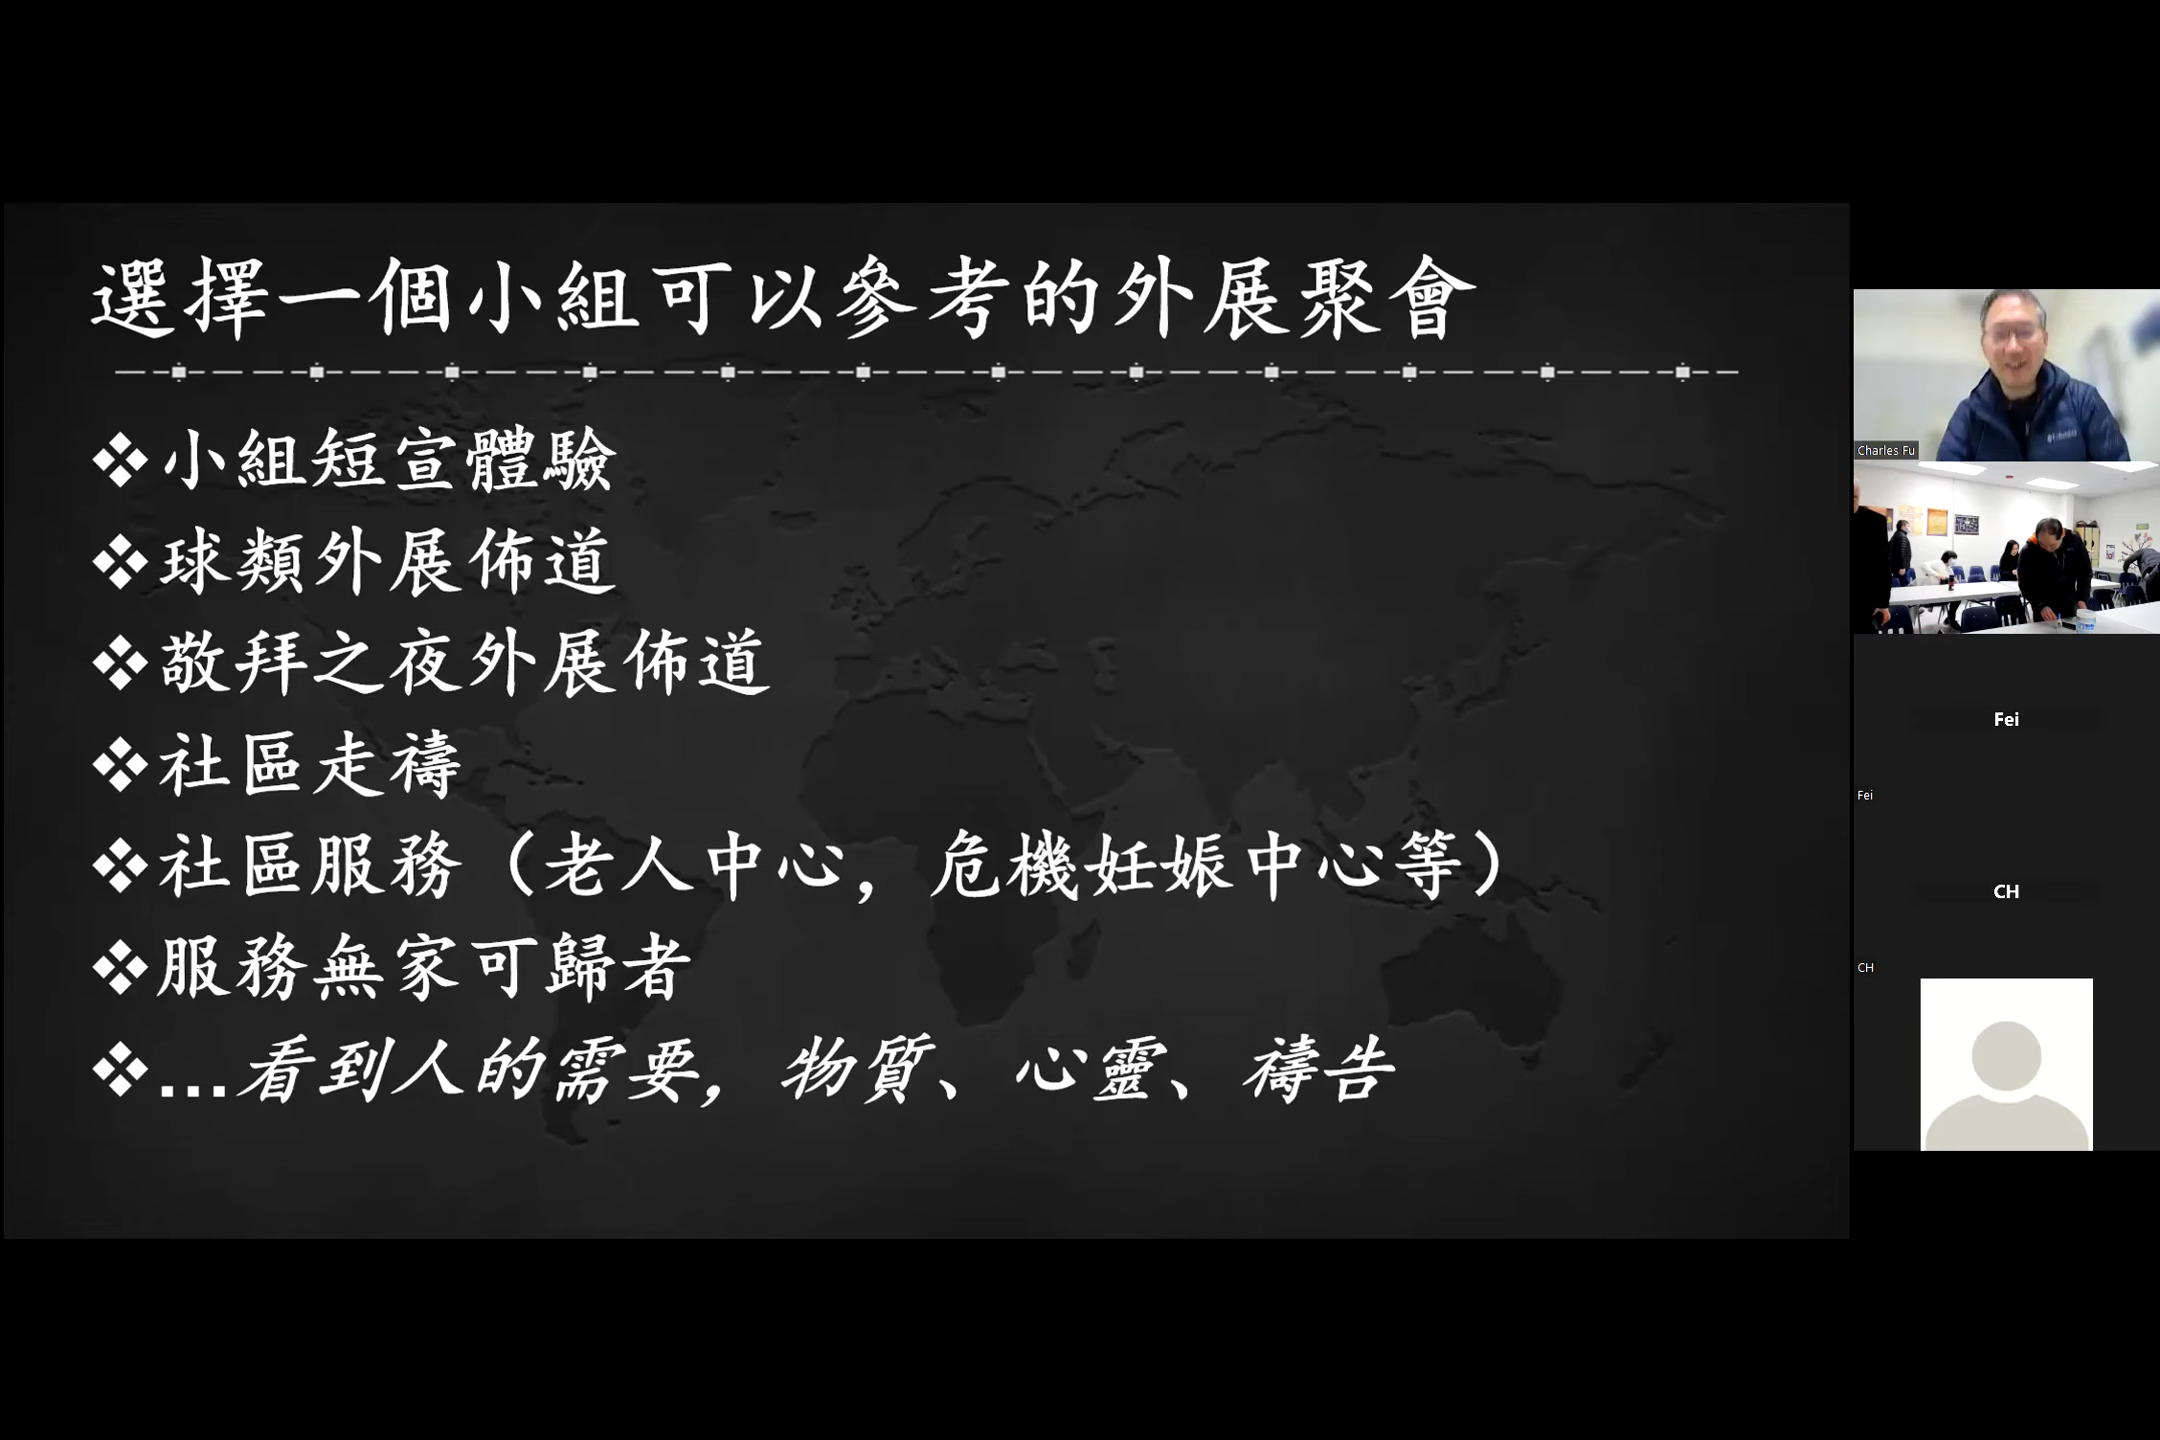 選擇一個小組可以參考的外展聚會
❖小組短宣體驗
❖球類外展佈道
❖敬拜之夜外展佈道
❖社區走禱
❖社區服務（老人中心，危機妊娠中心等）
❖服務無家可歸者
❖…看到人的需要，物質、心靈、禱告
Charles Fu
Fei
Fei
CH
CH